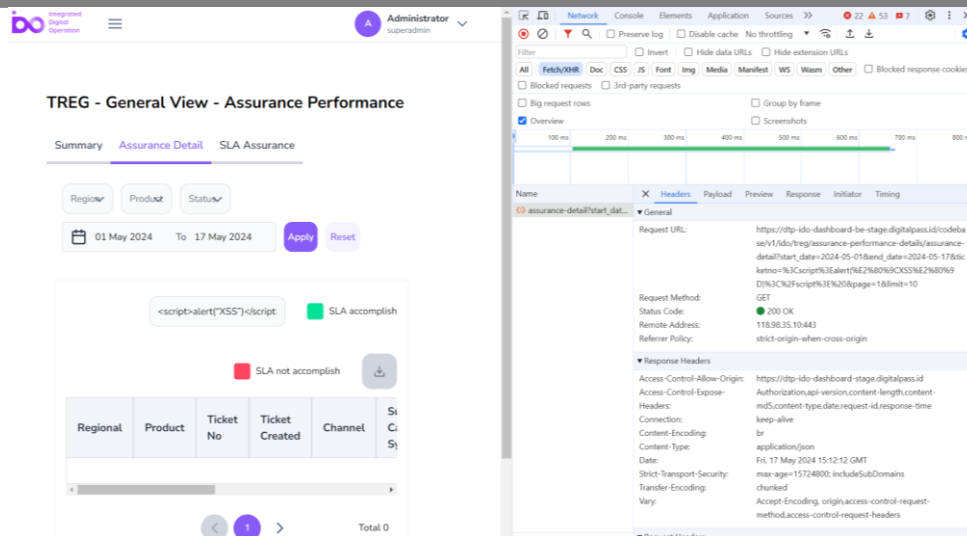 Integrated
Digital
Operation
A
Administrator
superadmin
TREG - General View - Assurance Performance
Summary Assurance Detail SLA Assurance
Region Product Status
01 May 2024 To 17 May 2024 Apply Reset
<script>alert("XSS")</script SLA accomplish
SLA not accomplish
Regional Product Ticket No Ticket Created Channel
1 Total 0
Network Console Elements Application Sources 22 53 7
Preserve log Disable cache No throttling
Filter Invert Hide data URLs Hide extension URLs
All Fetch/XHR Doc CSS JS Font Img Media Manifest WS Wasm Other Blocked response cookies
Blocked requests 3rd-party requests
Big request rows Group by frame
Overview Screenshots
100 ms 200 ms 300 ms 400 ms 500 ms 600 ms 700 ms 800
Name Headers Payload Preview Response Initiator Timing
assurance-detail?start_dat...
General
Request URL: https://dtp-ido-dashboard-be-stage.digitalpass.id/codeba
se/v1/ido/treg/assurance-performance-details/assurance-
detail?start_date=2024-05-01&end_date=2024-05-17&tic
ketno=%3Cscript%3Ealert(%E2%80%9CXSS%E2%80%9
D)%3C%2Fscript%3E%20&page=1&limit=10
Request Method: GET
Status Code: 200 OK
Remote Address: 118.98.35.10:443
Referrer Policy: strict-origin-when-cross-origin
Response Headers
Access-Control-Allow-Origin: https://dtp-ido-dashboard-stage.digitalpass.id
Access-Control-Expose- Authorization,api-version,content-length,content-
Headers: md5,content-type,date,request-id,response-time
Connection: keep-alive
Content-Encoding: br
Content-Type: application/json
Date: Fri, 17 May 2024 15:12:12 GMT
Strict-Transport-Security: max-age=15724800; includeSubDomains
Transfer-Encoding: chunked
Vary: Accept-Encoding, origin,access-control-request-
method,access-control-request-headers